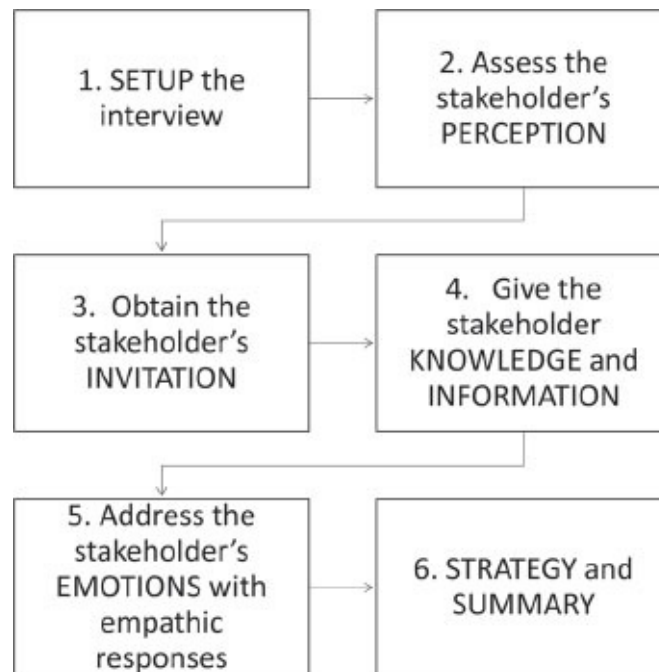 1. SETUP the
interview
2. Assess the
stakeholder's
PERCEPTION
3. Obtain the
stakeholder's
INVITATION
4. Give the
stakeholder
KNOWLEDGE and
INFORMATION
5. Address the
stakeholder's
EMOTIONS with
empathic
responses
6. STRATEGY and
SUMMARY